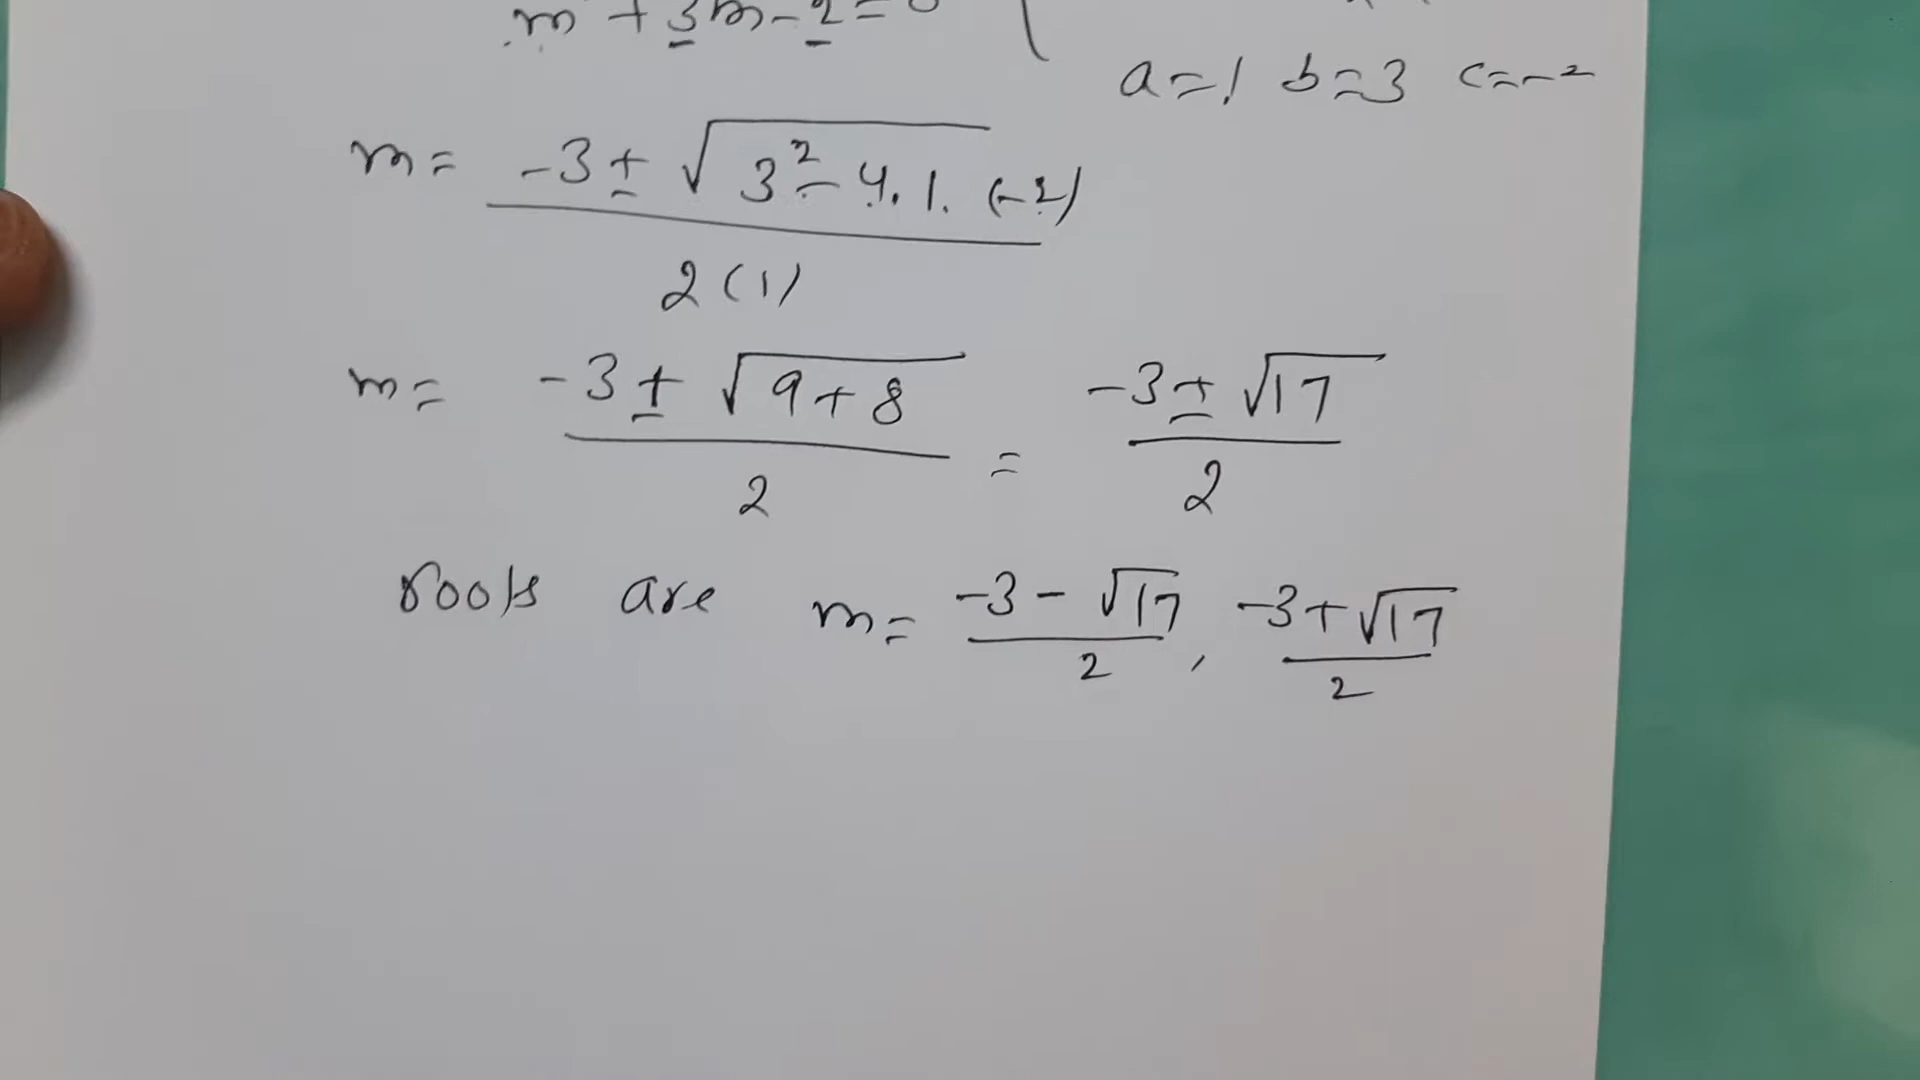 m + 3m - 2 = 0
a = 1 b = 3 c = -2
m = (-3 ± √(3² - 4.1.(-2))) / 2(1)
m = (-3 ± √(9+8)) / 2 = (-3 ± √17) / 2
roots are m = (-3 - √17) / 2 , (-3 + √17) / 2